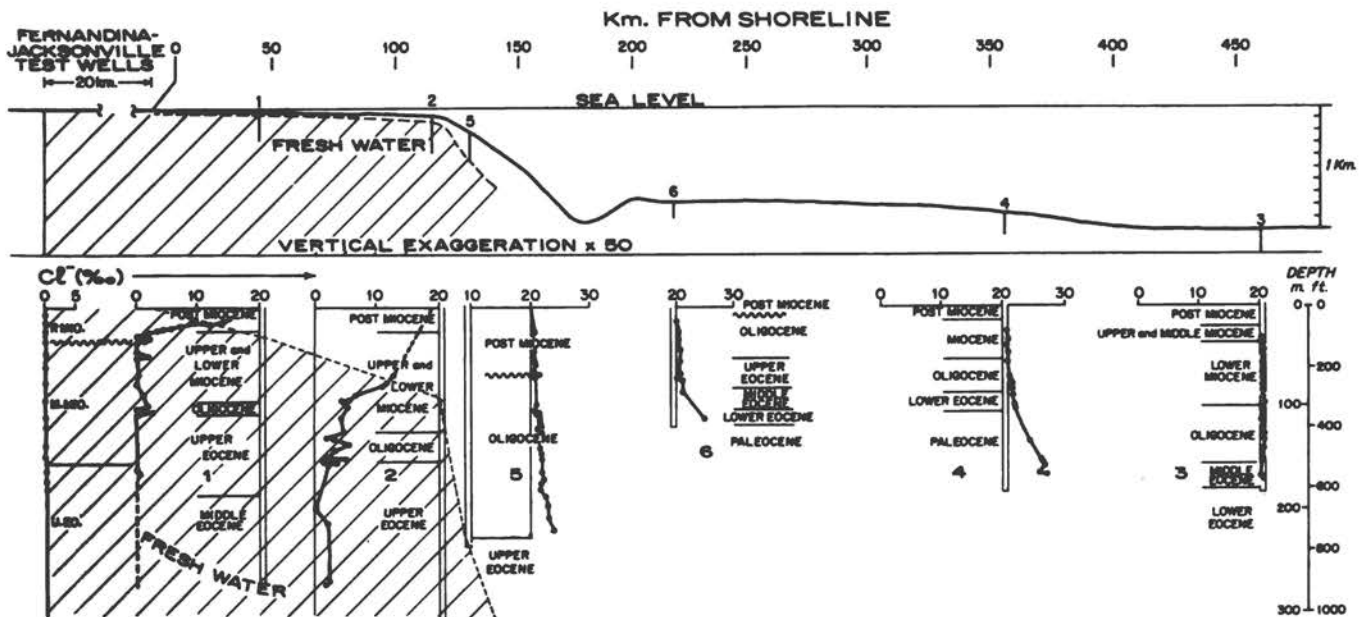 Km. FROM SHORELINE
FERNANDINA-
JACKSONVILLE
TEST WELLS
0 50 100 150 200 250 300 350 400 450
20 km.
1 2 SEA LEVEL
5
FRESH WATER
1 Km.
6
4
3
VERTICAL EXAGGERATION x 50
Cl⁻ (‰)
DEPTH
m. ft.
0 5 0 10 20 0 10 20 10 20 30 20 30 0 10 20 30 0 10 20 0 0
POST MIOCENE
UPPER and
LOWER
MIOCENE
OLIGOCENE
UPPER
EOCENE
1
MIDDLE
EOCENE
FRESH WATER
M-MIO.
U-EO.
POST MIOCENE
UPPER and
LOWER
MIOCENE
OLIGOCENE
2
UPPER
EOCENE
POST MIOCENE
OLIGOCENE
5
UPPER
EOCENE
POST MIOCENE
OLIGOCENE
UPPER
EOCENE
MIDDLE
EOCENE
LOWER EOCENE
PALEOCENE
6
POST MIOCENE
MIOCENE
OLIGOCENE
LOWER EOCENE
PALEOCENE
4
POST MIOCENE
UPPER and MIDDLE MIOCENE
LOWER
MIOCENE
OLIGOCENE
3
MIDDLE
EOCENE
LOWER
EOCENE
200
100
400
600
200
800
300 1000